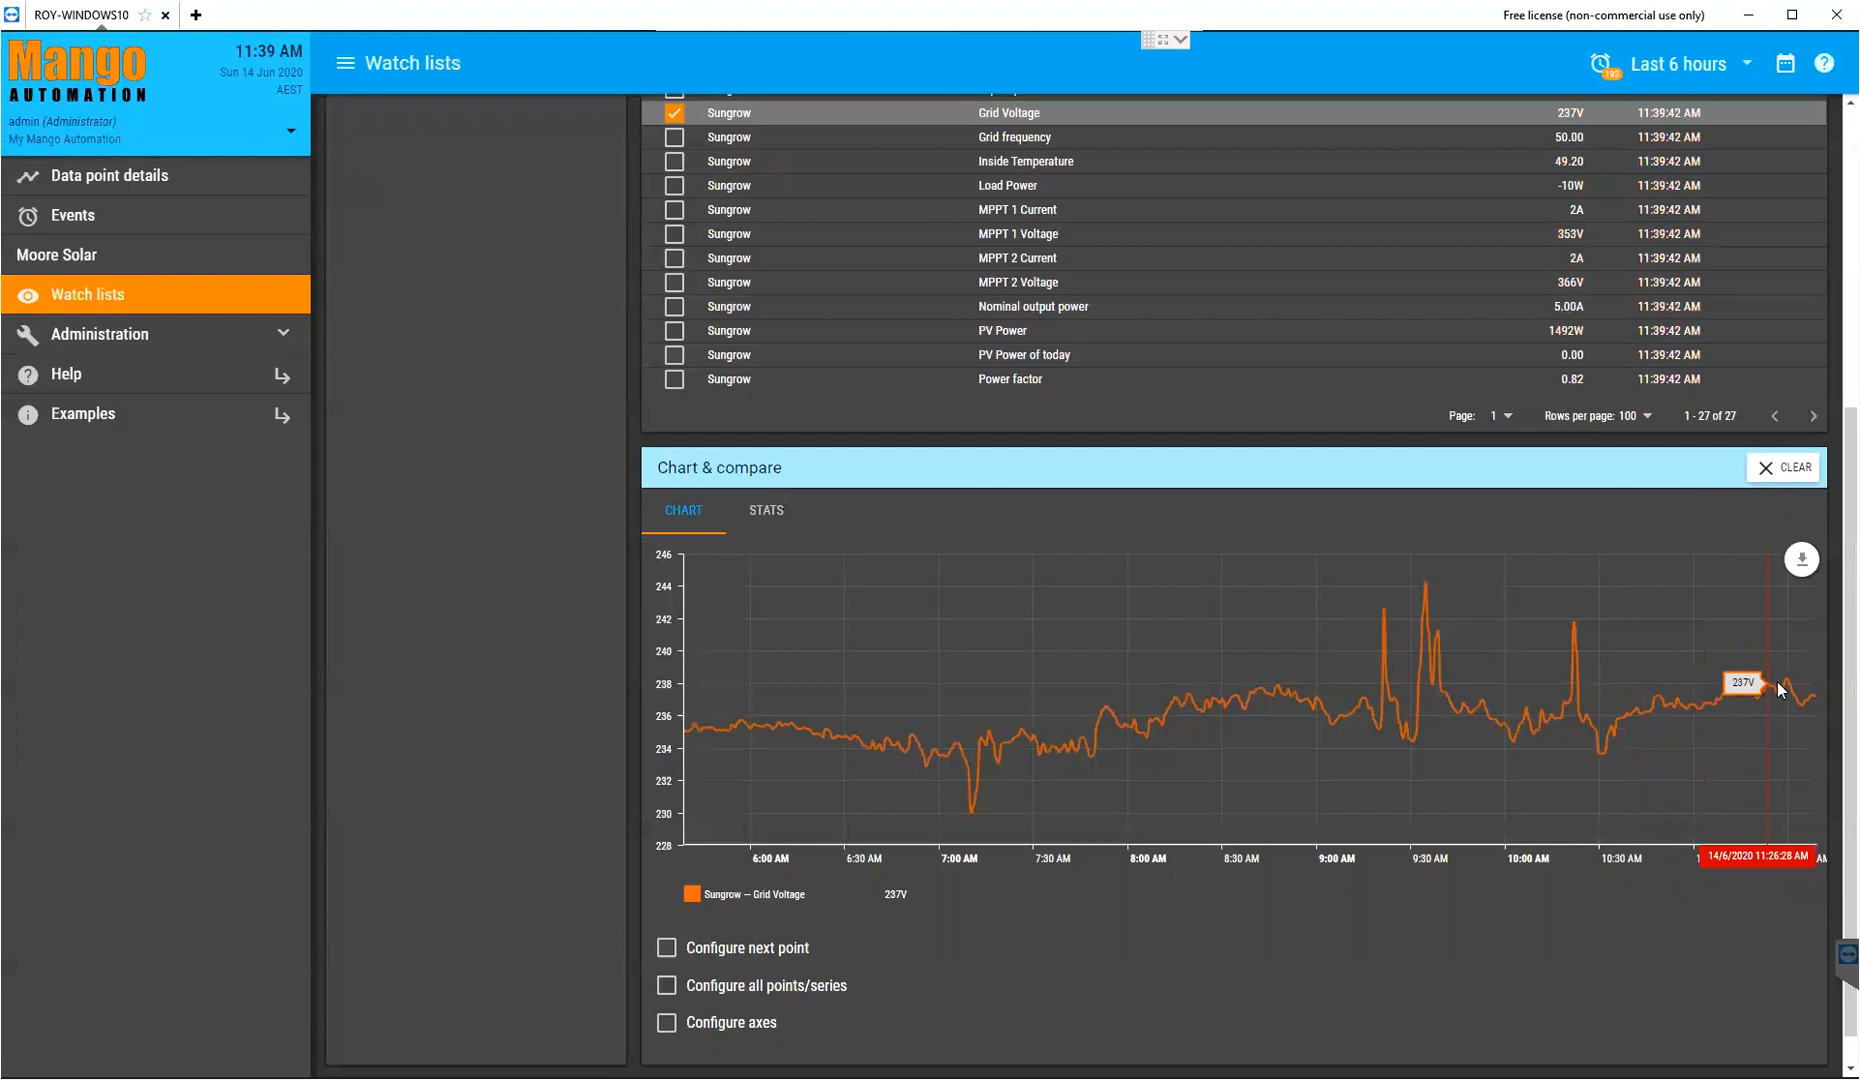 ROY-WINDOWS10
Free license (non-commercial use only)
Mango
AUTOMATION
11:39 AM
Sun 14 Jun 2020
AEST
admin (Administrator)
My Mango Automation
Watch lists
192
Last 6 hours
Data point details
Events
Moore Solar
Watch lists
Administration
Help
Examples
Sungrow Grid Voltage 237V 11:39:42 AM
Sungrow Grid frequency 50.00 11:39:42 AM
Sungrow Inside Temperature 49.20 11:39:42 AM
Sungrow Load Power -10W 11:39:42 AM
Sungrow MPPT 1 Current 2A 11:39:42 AM
Sungrow MPPT 1 Voltage 353V 11:39:42 AM
Sungrow MPPT 2 Current 2A 11:39:42 AM
Sungrow MPPT 2 Voltage 366V 11:39:42 AM
Sungrow Nominal output power 5.00A 11:39:42 AM
Sungrow PV Power 1492W 11:39:42 AM
Sungrow PV Power of today 0.00 11:39:42 AM
Sungrow Power factor 0.82 11:39:42 AM
Page: 1 Rows per page: 100 1 - 27 of 27
Chart & compare
CLEAR
CHART STATS
246
244
242
240
238
236
234
232
230
228
237V
6:00 AM 6:30 AM 7:00 AM 7:30 AM 8:00 AM 8:30 AM 9:00 AM 9:30 AM 10:00 AM 10:30 AM 14/6/2020 11:26:28 AM
Sungrow — Grid Voltage 237V
Configure next point
Configure all points/series
Configure axes